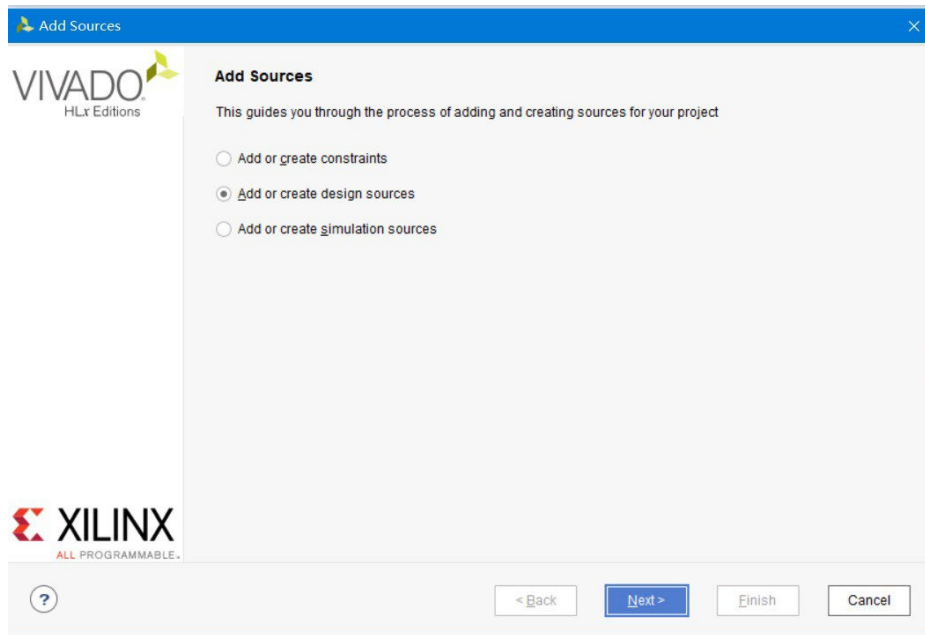 Add Sources
VIVADO
HLx Editions
Add Sources
This guides you through the process of adding and creating sources for your project
Add or create constraints
Add or create design sources
Add or create simulation sources
XILINX
ALL PROGRAMMABLE™
?
< Back
Next >
Finish
Cancel